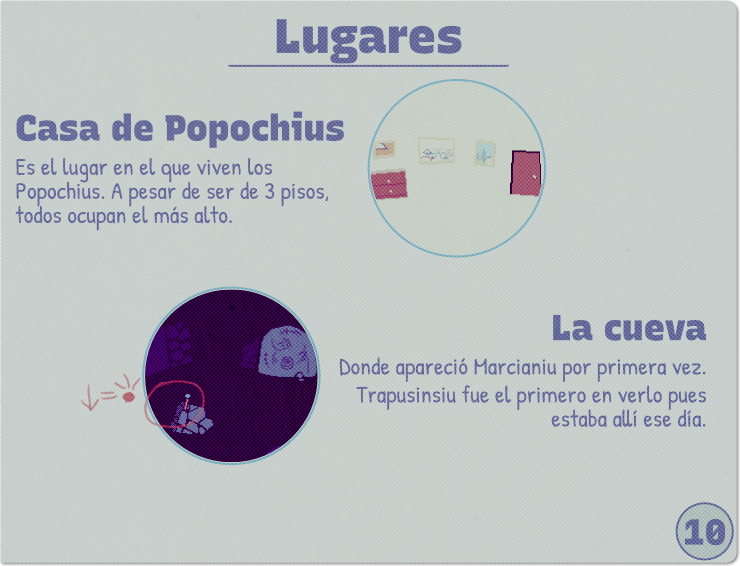 Lugares
Casa de Popochius
Es el lugar en el que viven los
Popochius. A pesar de ser de 3 pisos,
todos ocupan el más alto.
La cueva
Donde apareció Marcianiu por primera vez.
Trapusinsiu fue el primero en verlo pues
estaba allí ese día.
10